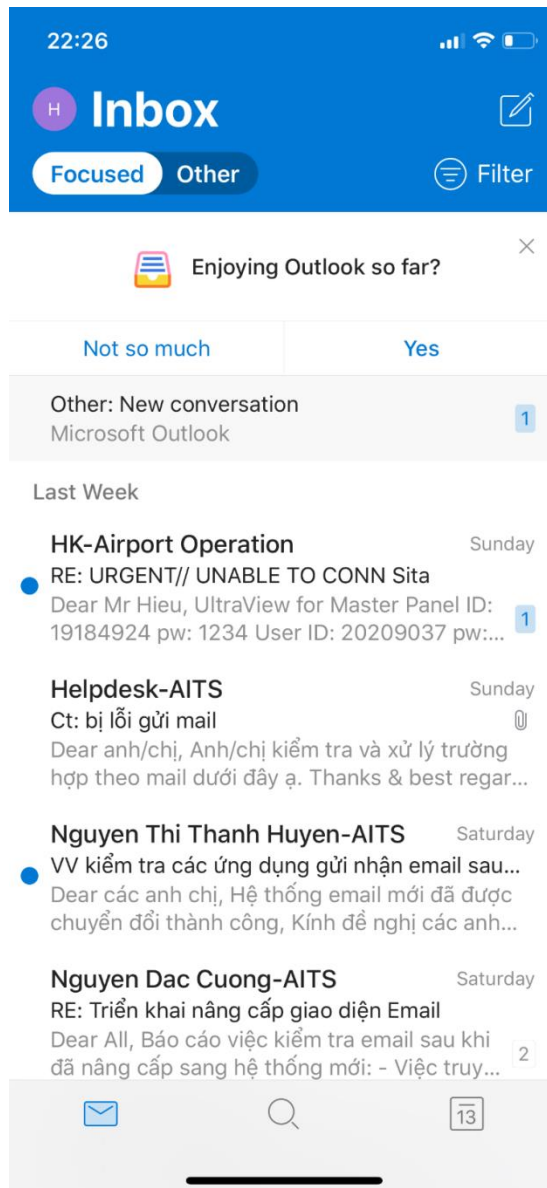 22:26
H
Inbox
Focused
Other
Filter
Enjoying Outlook so far?
Not so much
Yes
Other: New conversation
1
Microsoft Outlook
Last Week
HK-Airport Operation
Sunday
RE: URGENT// UNABLE TO CONN Sita
Dear Mr Hieu, UltraView for Master Panel ID:
19184924 pw: 1234 User ID: 20209037 pw:...
1
Helpdesk-AITS
Sunday
Ct: bị lỗi gửi mail
Dear anh/chị, Anh/chị kiểm tra và xử lý trường
hợp theo mail dưới đây ạ. Thanks & best regar...
Nguyen Thi Thanh Huyen-AITS
Saturday
VV kiểm tra các ứng dụng gửi nhận email sau...
Dear các anh chị, Hệ thống email mới đã được
chuyển đổi thành công, Kính đề nghị các anh...
Nguyen Dac Cuong-AITS
Saturday
RE: Triển khai nâng cấp giao diện Email
Dear All, Báo cáo việc kiểm tra email sau khi
đã nâng cấp sang hệ thống mới: - Việc truy...
2
13